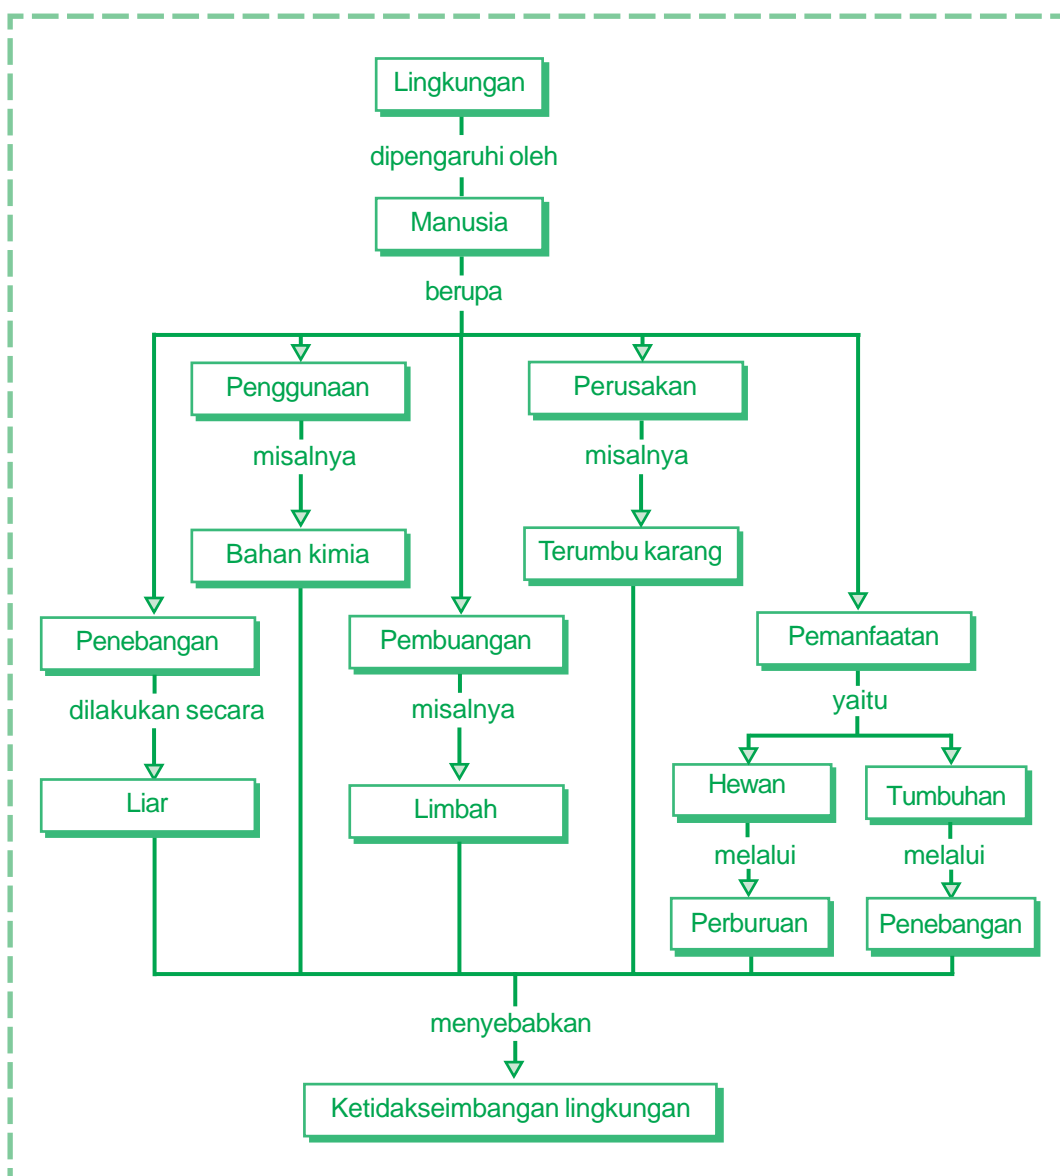 Lingkungan
dipengaruhi oleh
Manusia
berupa
Penggunaan
Perusakan
misalnya
misalnya
Bahan kimia
Terumbu karang
Penebangan
Pembuangan
Pemanfaatan
dilakukan secara
misalnya
yaitu
Liar
Limbah
Hewan
Tumbuhan
melalui
melalui
Perburuan
Penebangan
menyebabkan
Ketidakseimbangan lingkungan